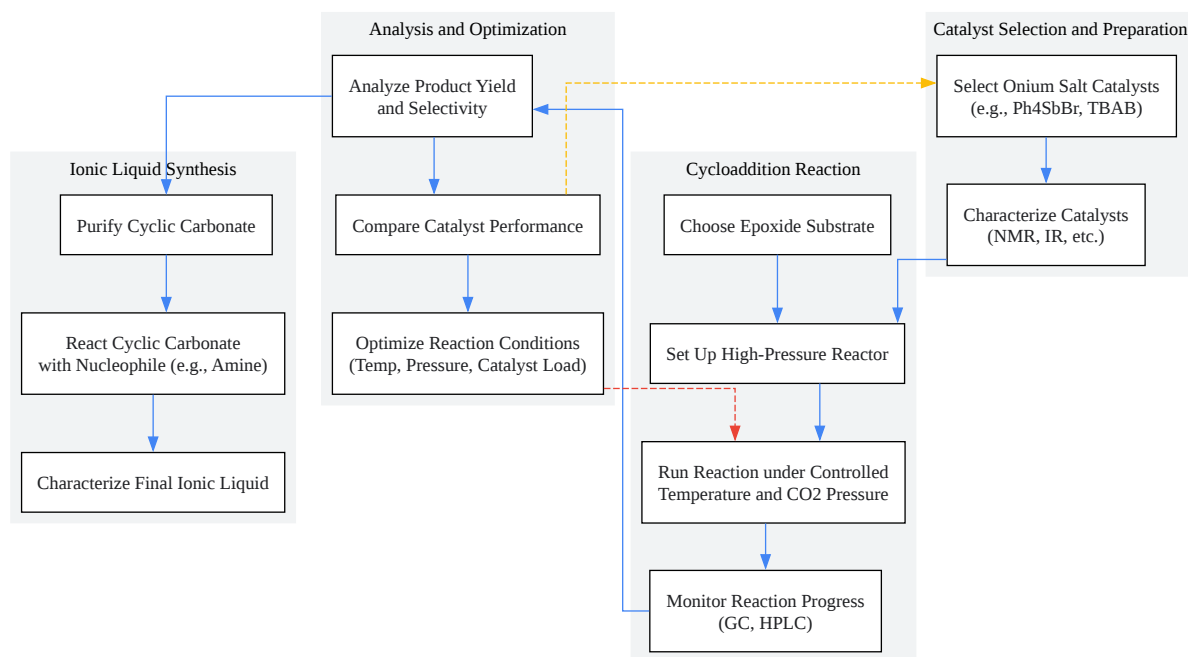 Analysis and Optimization
Analyze Product Yield
and Selectivity
Compare Catalyst Performance
Optimize Reaction Conditions
(Temp, Pressure, Catalyst Load)
Catalyst Selection and Preparation
Select Onium Salt Catalysts
(e.g., Ph4SbBr, TBAB)
Characterize Catalysts
(NMR, IR, etc.)
Ionic Liquid Synthesis
Purify Cyclic Carbonate
React Cyclic Carbonate
with Nucleophile (e.g., Amine)
Characterize Final Ionic Liquid
Cycloaddition Reaction
Choose Epoxide Substrate
Set Up High-Pressure Reactor
Run Reaction under Controlled
Temperature and CO2 Pressure
Monitor Reaction Progress
(GC, HPLC)